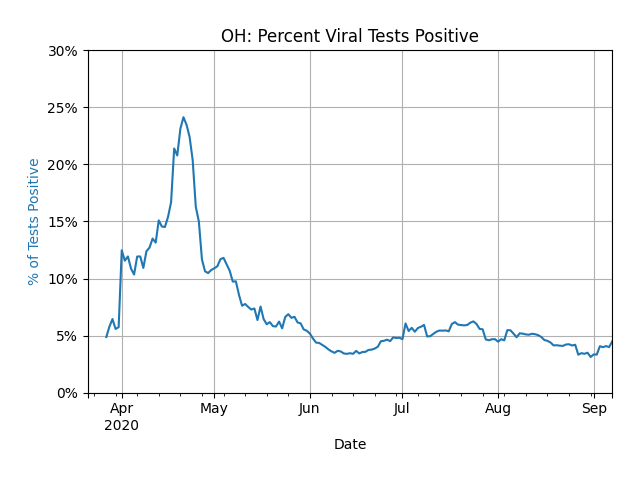 OH: Percent Viral Tests Positive
30%
25%
20%
15%
10%
5%
0%
% of Tests Positive
Apr
2020
May
Jun
Jul
Aug
Sep
Date